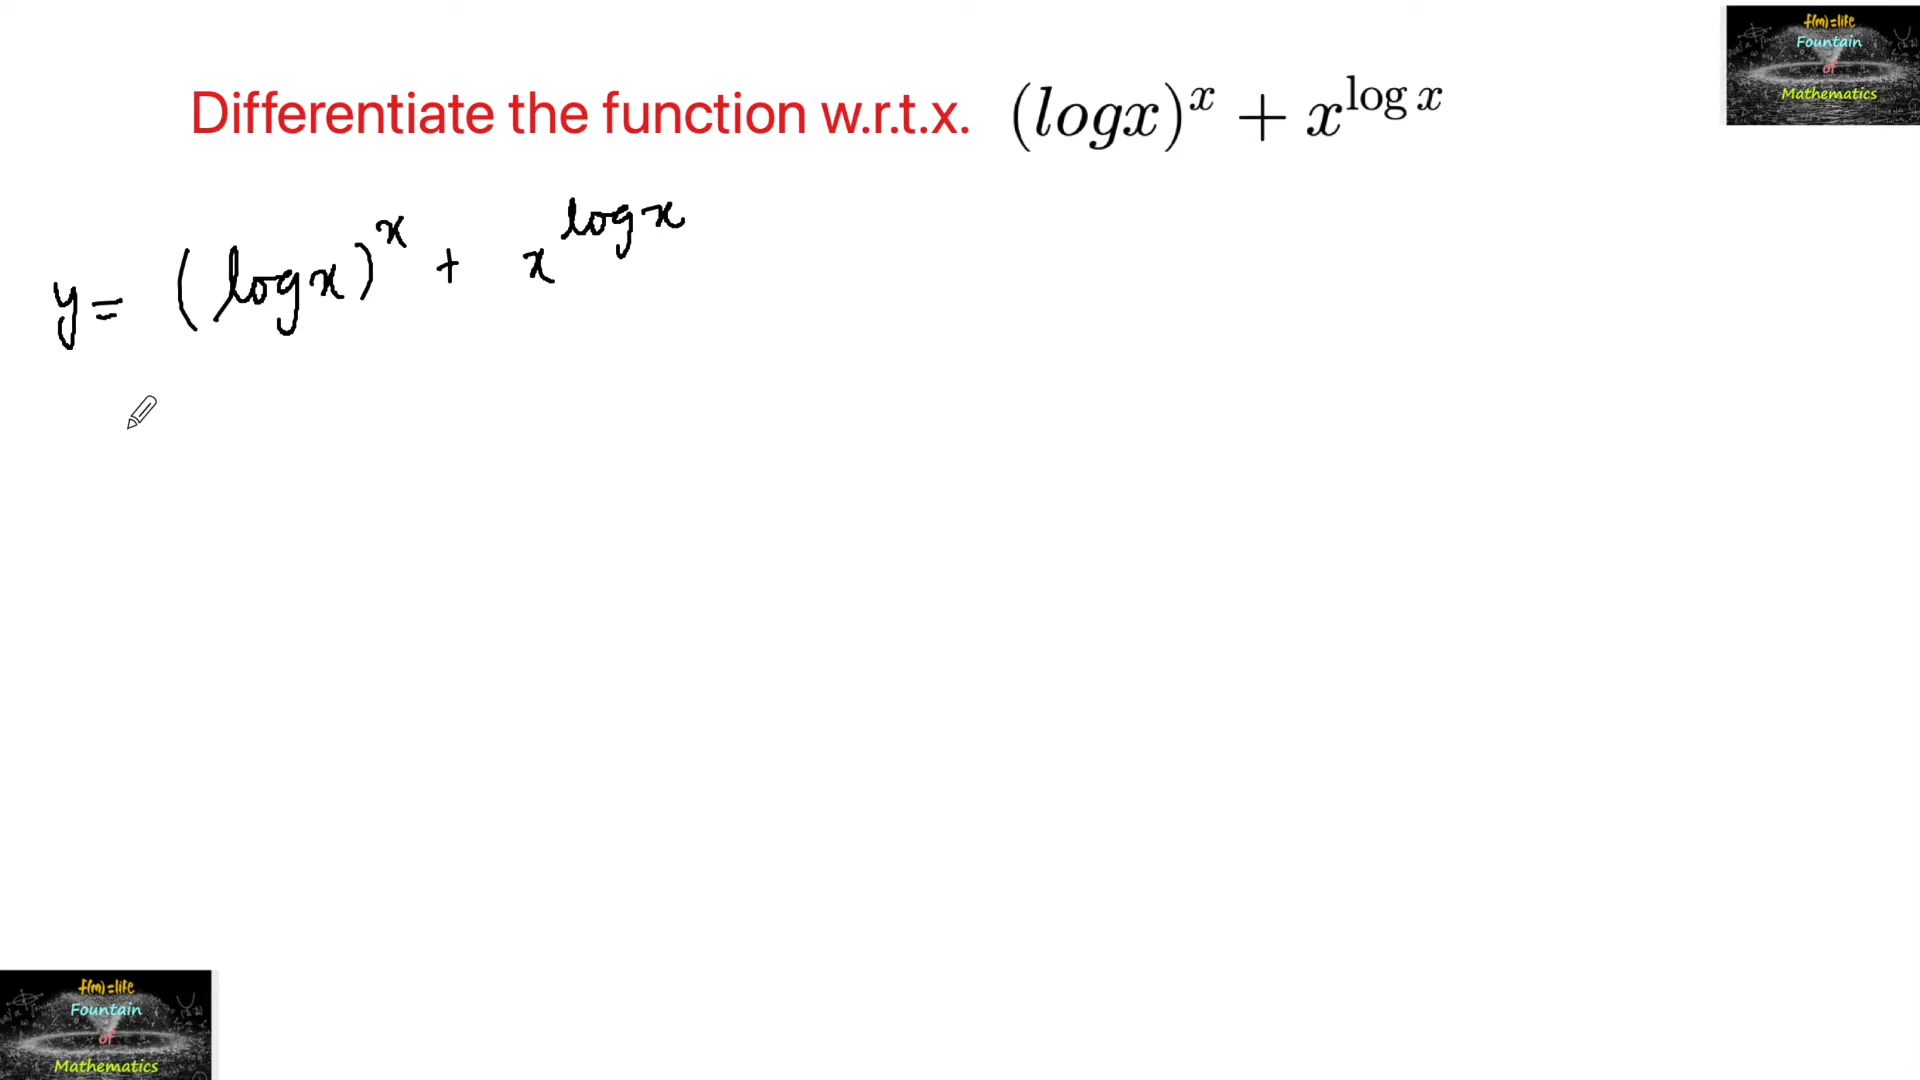 f(m)=life
Fountain
of
Mathematics
Differentiate the function w.r.t.x. (logx)^x + x^{log x}
y= (logx)^x + x^{logx}
f(m)=life
Fountain
of
Mathematics